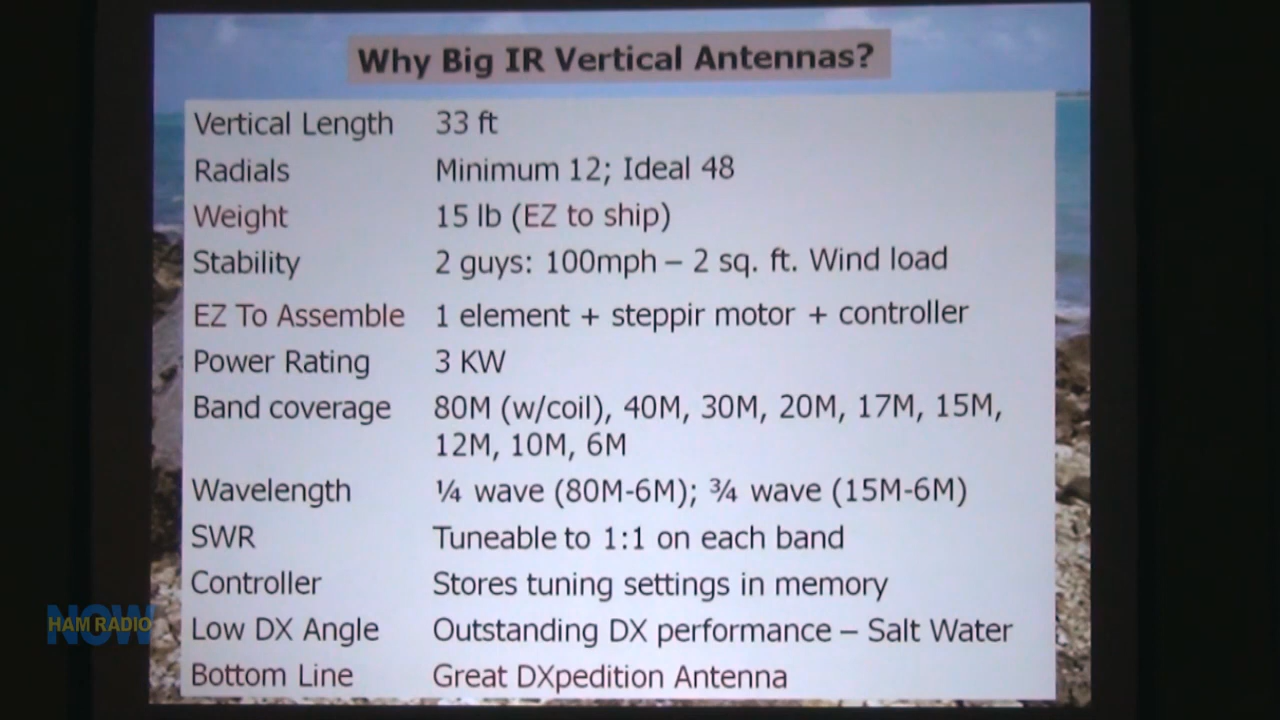 Why Big IR Vertical Antennas?
Vertical Length 33 ft
Radials Minimum 12; Ideal 48
Weight 15 lb (EZ to ship)
Stability 2 guys: 100mph – 2 sq. ft. Wind load
EZ To Assemble 1 element + steppir motor + controller
Power Rating 3 KW
Band coverage 80M (w/coil), 40M, 30M, 20M, 17M, 15M,
12M, 10M, 6M
Wavelength ¼ wave (80M-6M); ¾ wave (15M-6M)
SWR Tuneable to 1:1 on each band
Controller Stores tuning settings in memory
Low DX Angle Outstanding DX performance – Salt Water
Bottom Line Great DXpedition Antenna
NOW
HAM RADIO